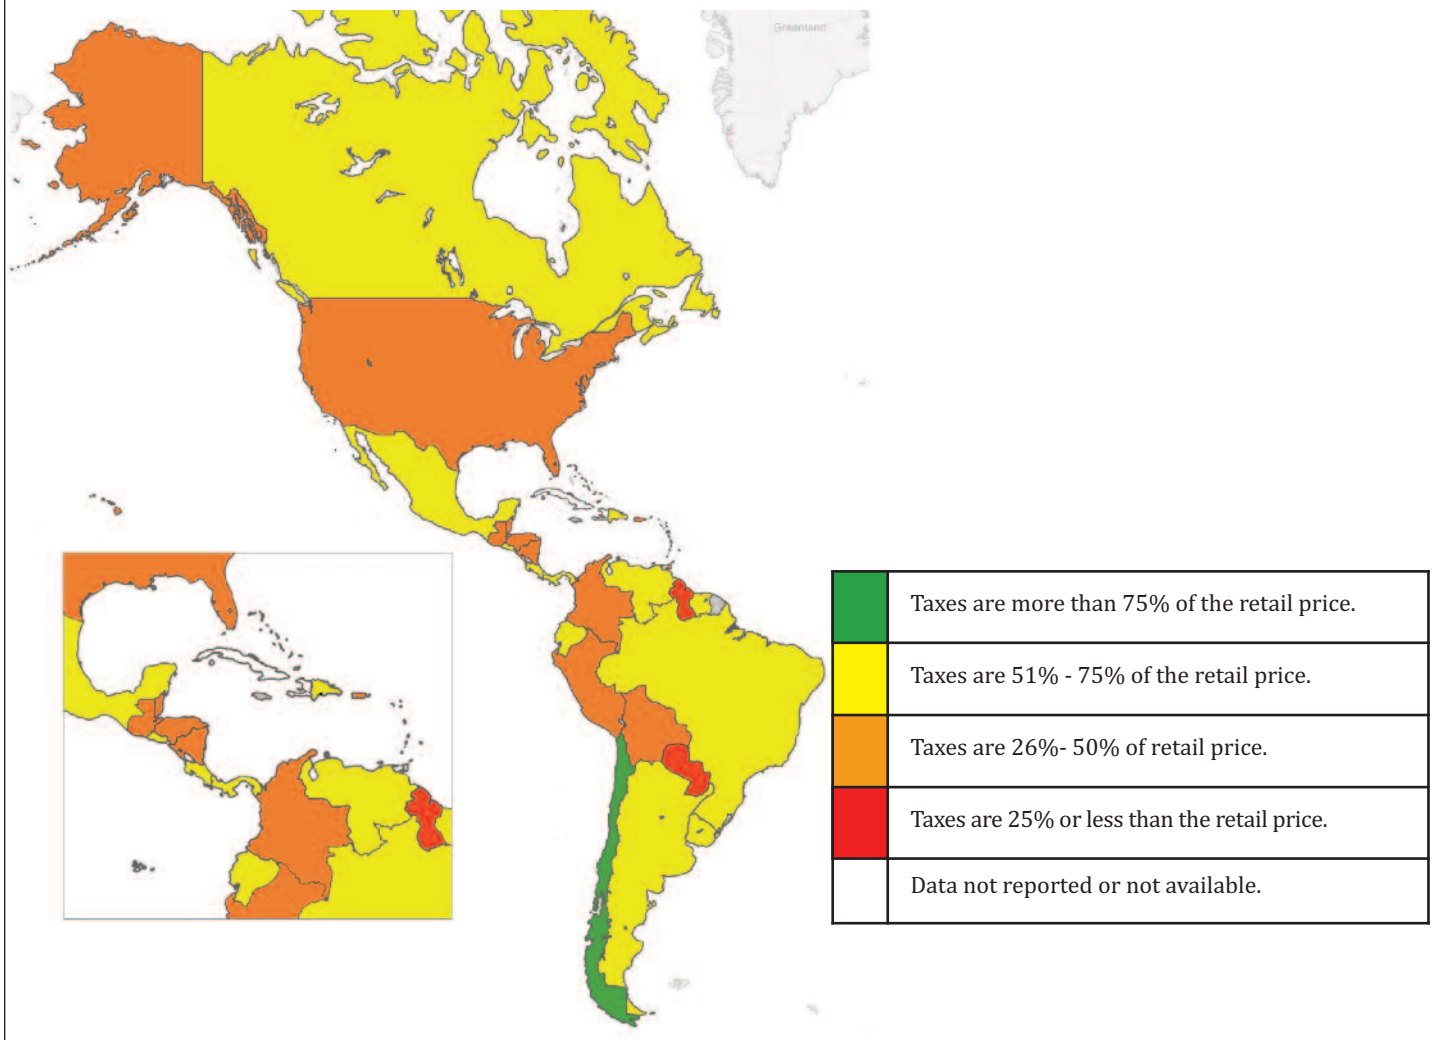 Greenland
Taxes are more than 75% of the retail price.
Taxes are 51% - 75% of the retail price.
Taxes are 26%- 50% of retail price.
Taxes are 25% or less than the retail price.
Data not reported or not available.